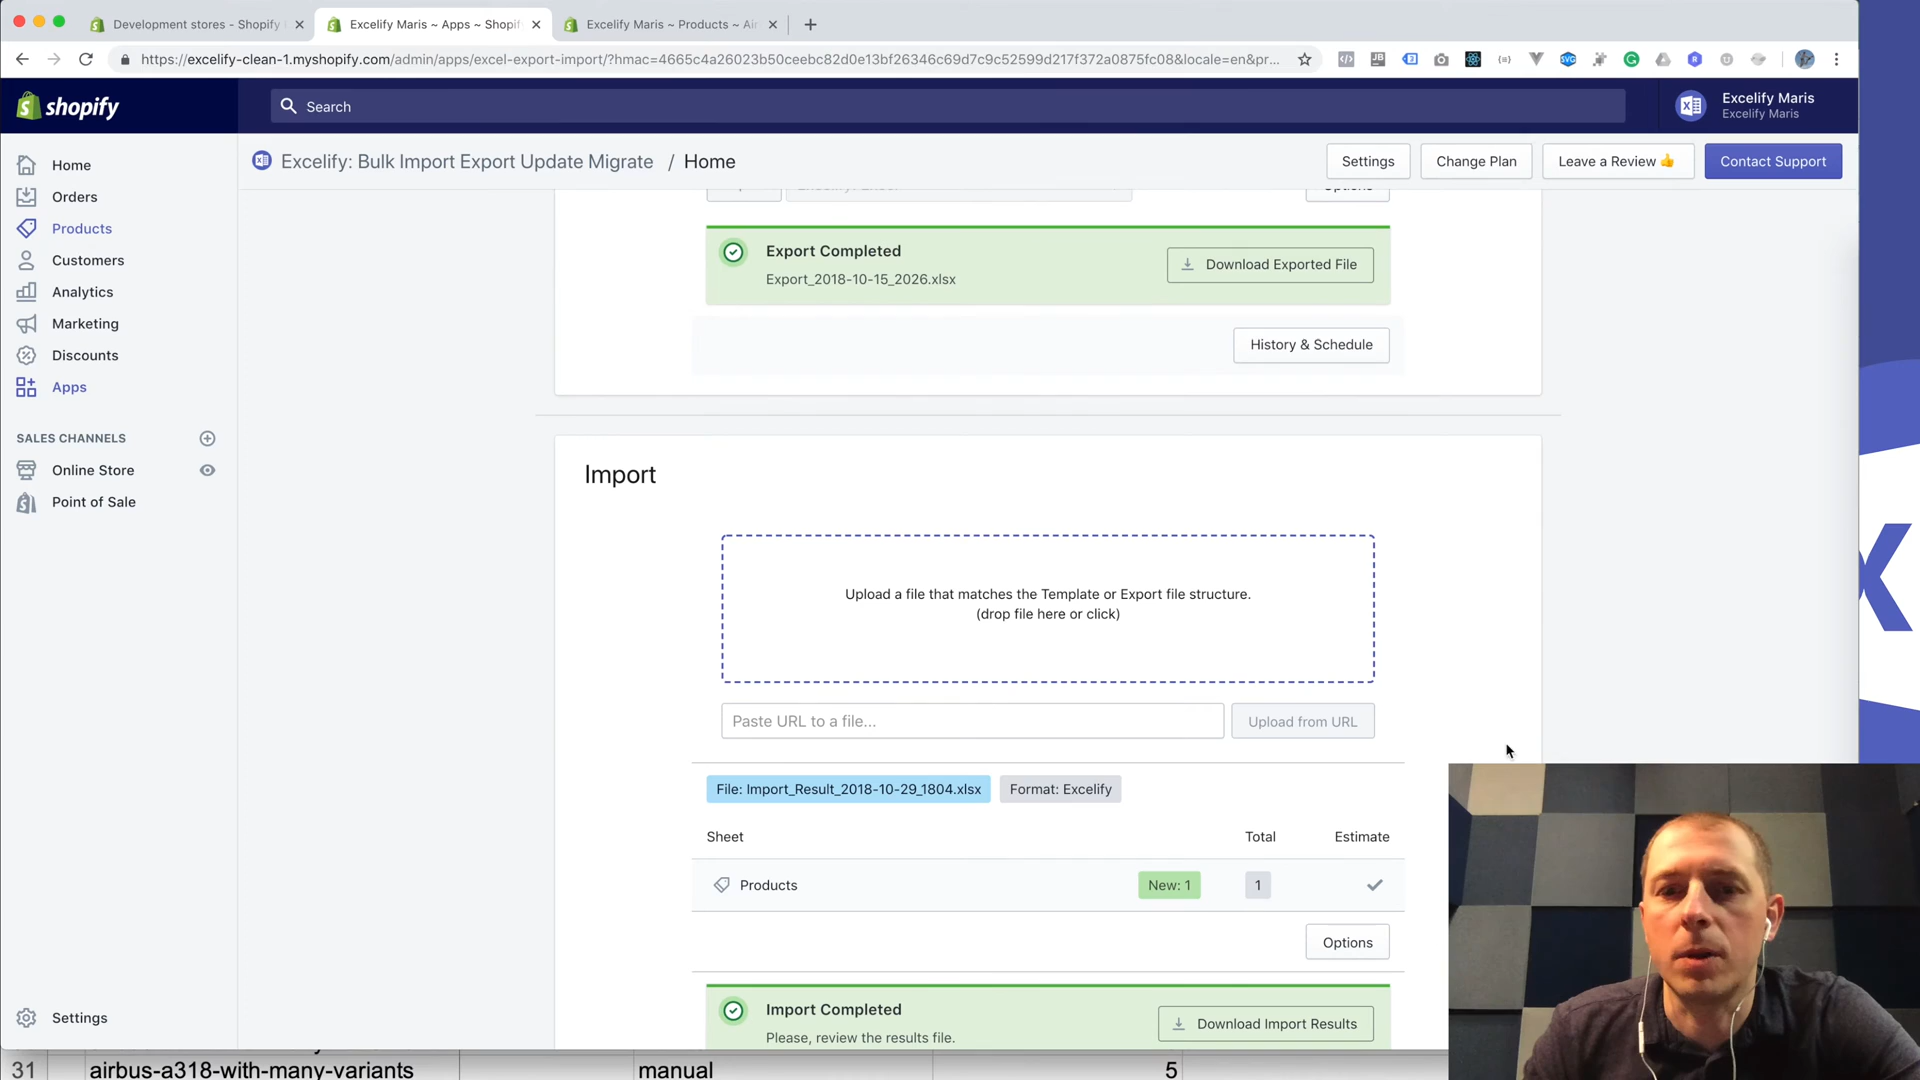 Development stores - Shopify
Excelify Maris ~ Apps ~ Shopif
Excelify Maris ~ Products ~ Air
https://excelify-clean-1.myshopify.com/admin/apps/excel-export-import/?hmac=4665c4a26023b50ceebc82d0e13bf26346c69d7c9c52599d217f372a0875fc08&locale=en&pr...
shopify
Search
Excelify Maris
Excelify Maris
Home
Orders
Products
Customers
Analytics
Marketing
Discounts
Apps
SALES CHANNELS
Online Store
Point of Sale
Settings
Excelify: Bulk Import Export Update Migrate / Home
Settings
Change Plan
Leave a Review 👍
Contact Support
Options
Export Completed
Export_2018-10-15_2026.xlsx
Download Exported File
History & Schedule
Import
Upload a file that matches the Template or Export file structure.
(drop file here or click)
Paste URL to a file...
Upload from URL
File: Import_Result_2018-10-29_1804.xlsx
Format: Excelify
Sheet Total Estimate
Products New: 1 1
Options
Import Completed
Please, review the results file.
Download Import Results
31 airbus-a318-with-many-variants manual 5